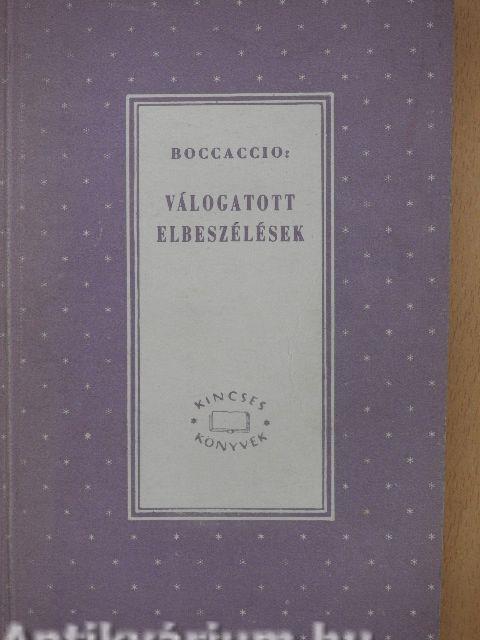 BOCCACCIO:
VÁLOGATOTT
ELBESZÉLÉSEK
* KINCSES *
KÖNYVEK
Antikvárium.hu